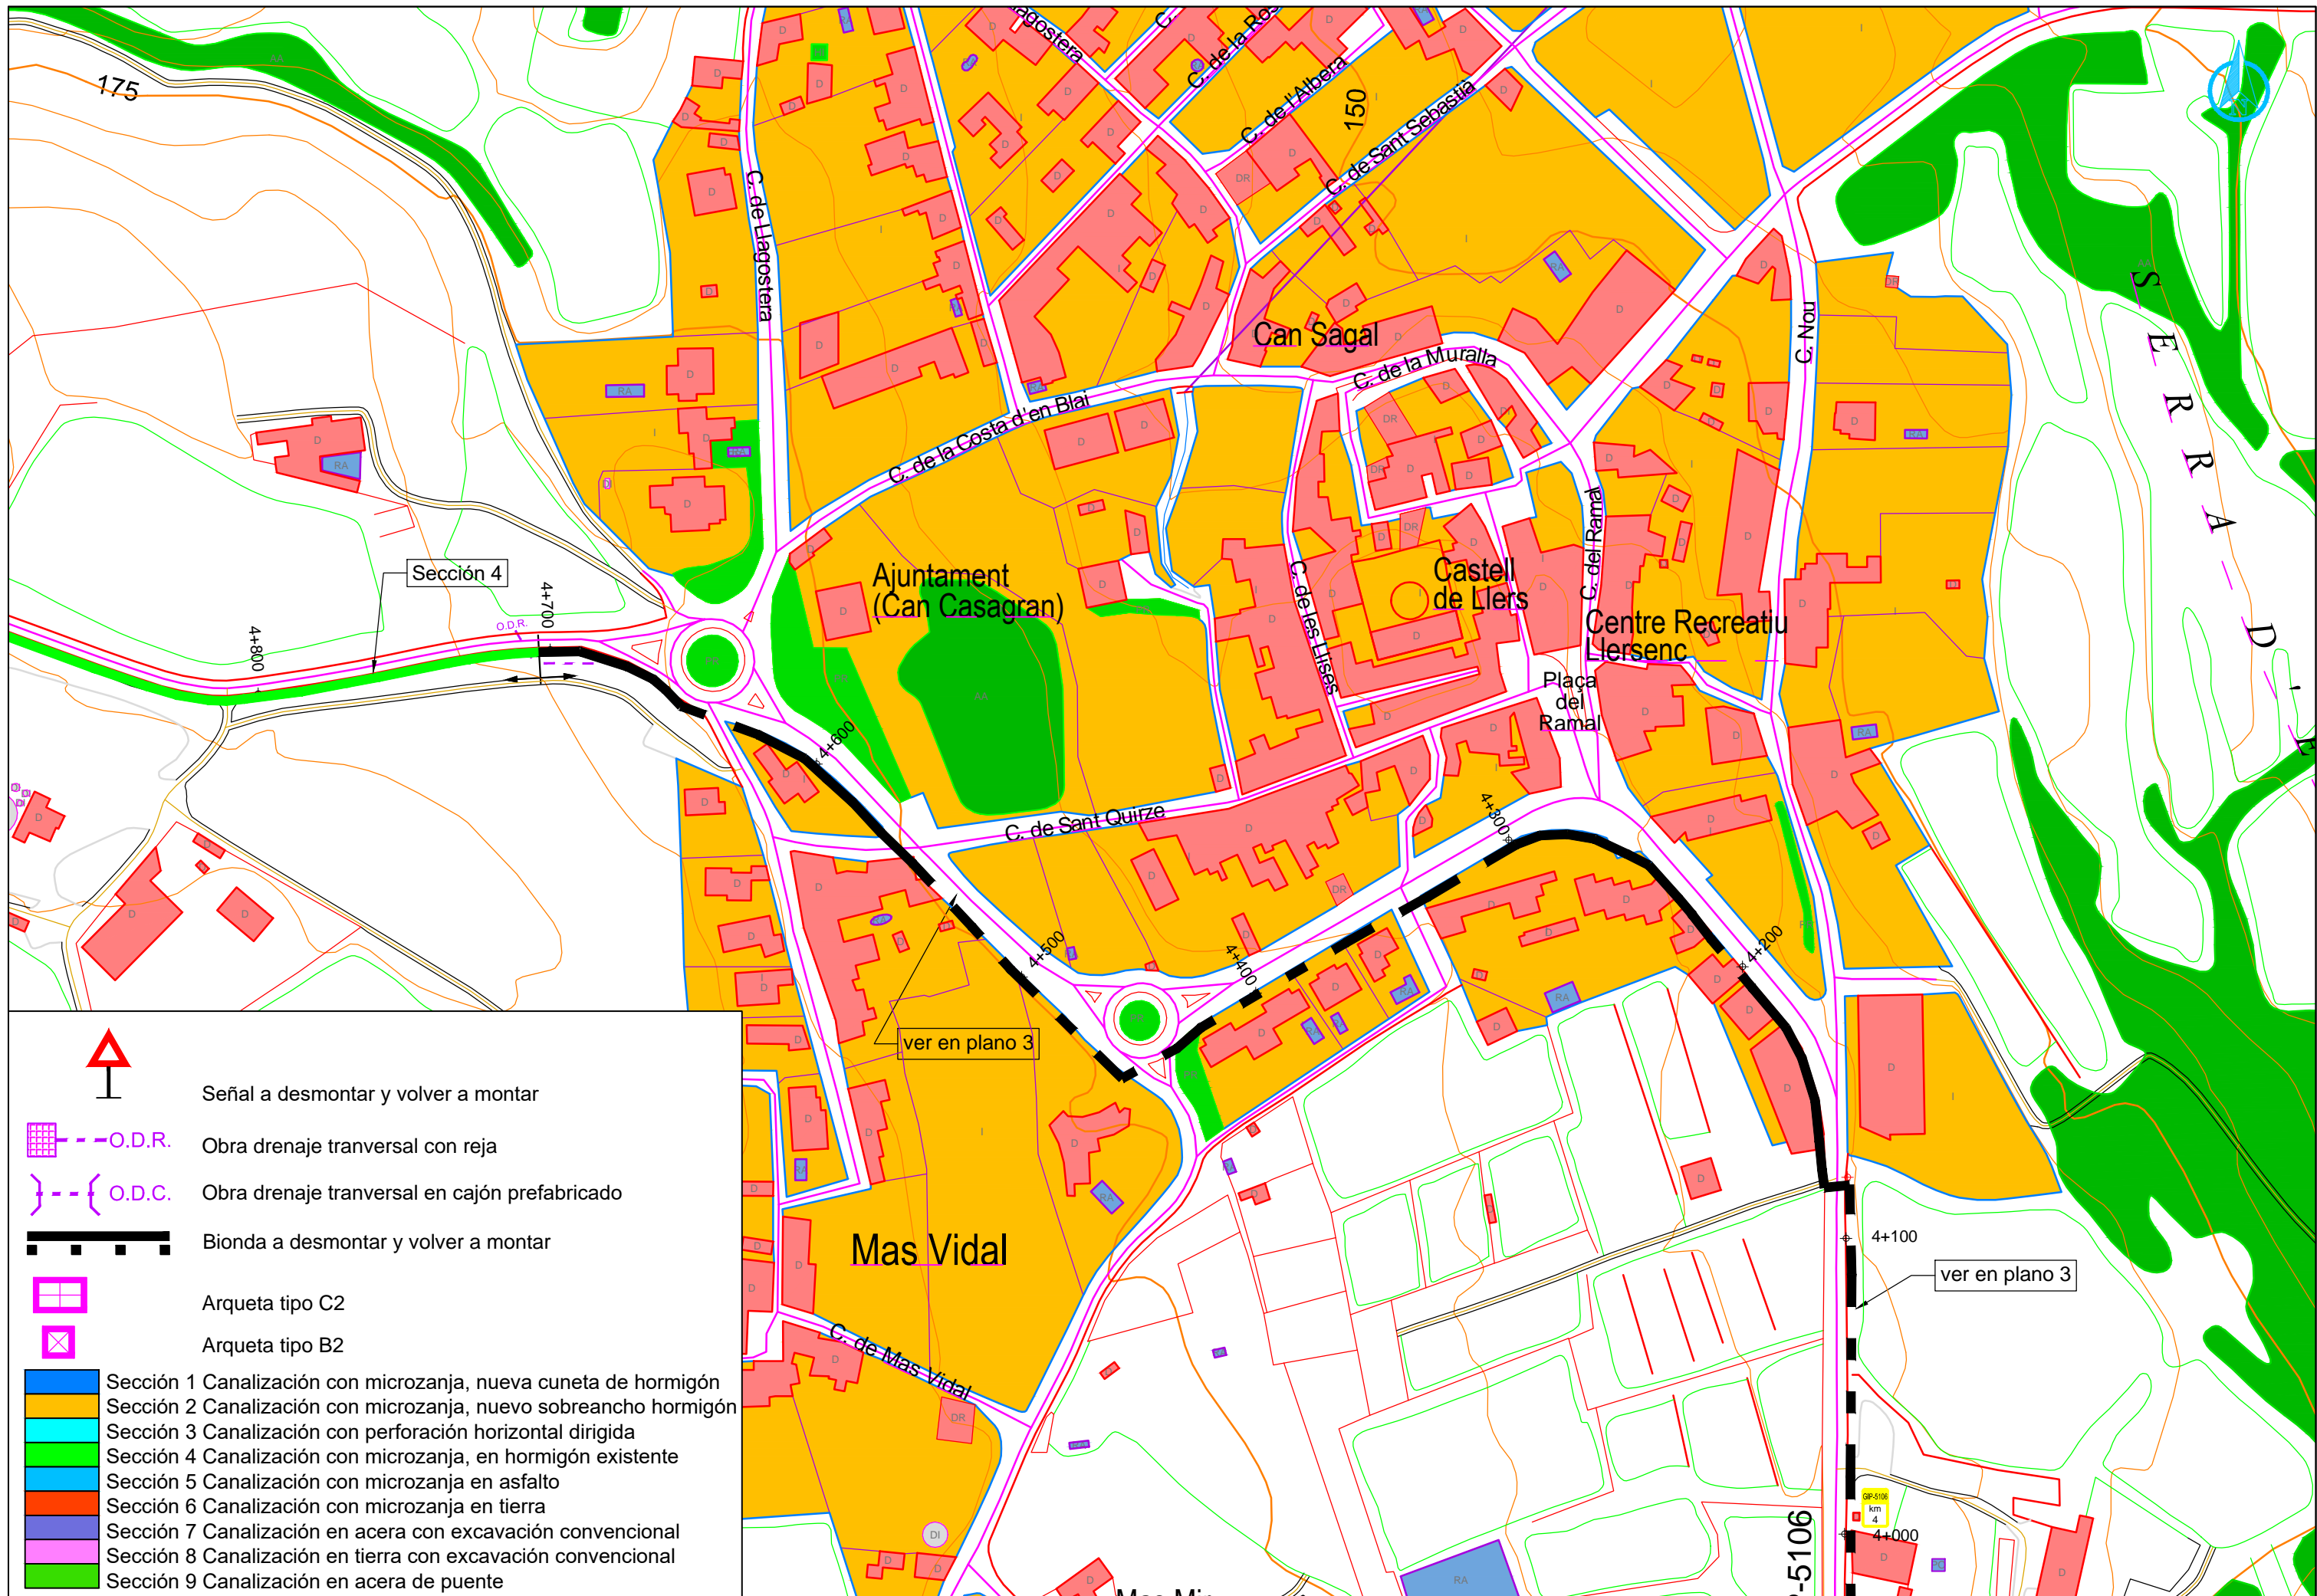 175
C. de Llagostera
C. de l'Albera
150
C. de Sant Sebastià
C. de Llagostera
Can Sagal
C. de la Muralla
C. Nou
C. de la Costa d'en Blai
SERRA D'
Sección 4
4+700
O.D.R.
4+800
Ajuntament
(Can Casagran)
C. de les Llises
Castell
de Llers
C. del Ramal
Centre Recreatiu
Llersenc
Plaça
del
Ramal
4+600
C. de Sant Quirze
4+300
4+500
4+400
4+200
ver en plano 3
Mas Vidal
C. de Mas Vidal
4+100
ver en plano 3
GIP-5106
km
4
4+000
-5106
Señal a desmontar y volver a montar
O.D.R. Obra drenaje tranversal con reja
O.D.C. Obra drenaje tranversal en cajón prefabricado
Bionda a desmontar y volver a montar
Arqueta tipo C2
Arqueta tipo B2
Sección 1 Canalización con microzanja, nueva cuneta de hormigón
Sección 2 Canalización con microzanja, nuevo sobreancho hormigón
Sección 3 Canalización con perforación horizontal dirigida
Sección 4 Canalización con microzanja, en hormigón existente
Sección 5 Canalización con microzanja en asfalto
Sección 6 Canalización con microzanja en tierra
Sección 7 Canalización en acera con excavación convencional
Sección 8 Canalización en tierra con excavación convencional
Sección 9 Canalización en acera de puente